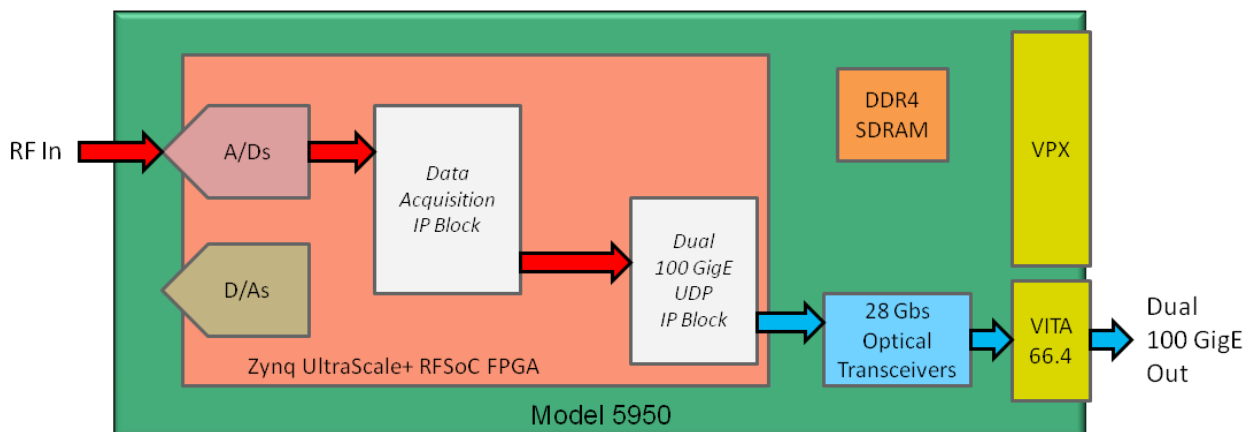 RF In
A/Ds
Data
Acquisition
IP Block
D/As
Dual
100 GigE
UDP
IP Block
Zynq UltraScale+ RFSoC FPGA
DDR4
SDRAM
28 Gbs
Optical
Transceivers
VPX
VITA
66.4
Dual
100 GigE
Out
Model 5950